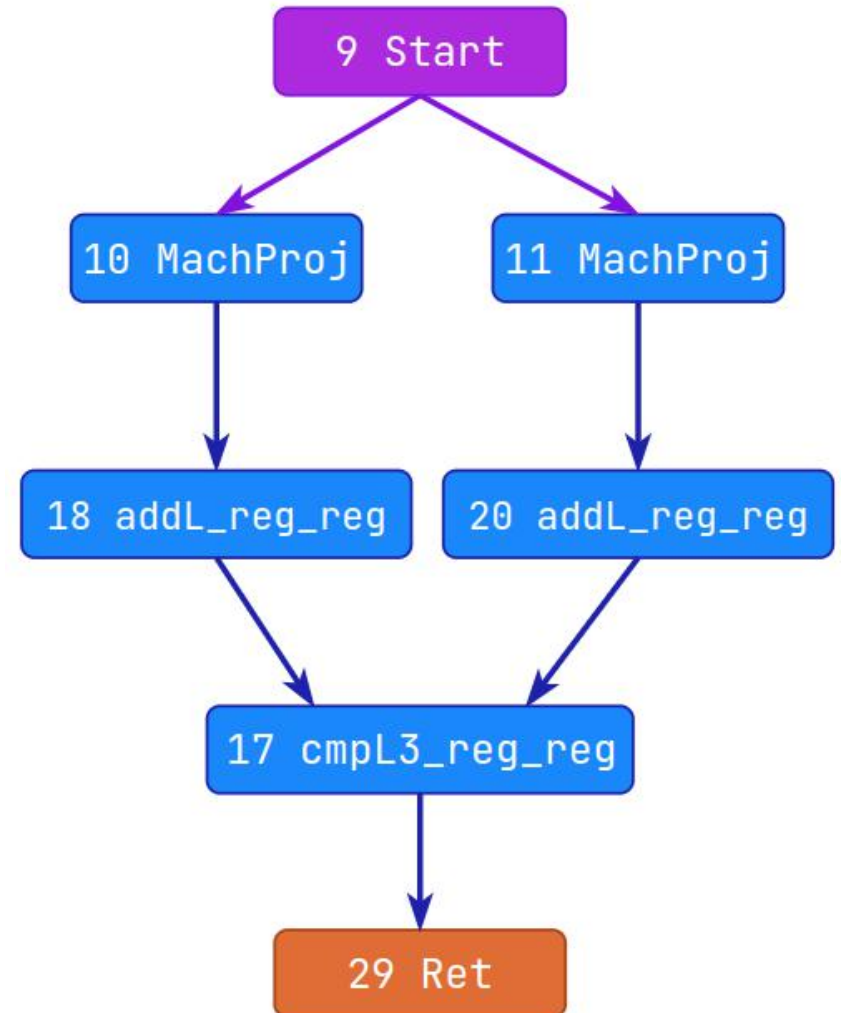 9 Start
10 MachProj
11 MachProj
18 addL_reg_reg
20 addL_reg_reg
17 cmpL3_reg_reg
29 Ret